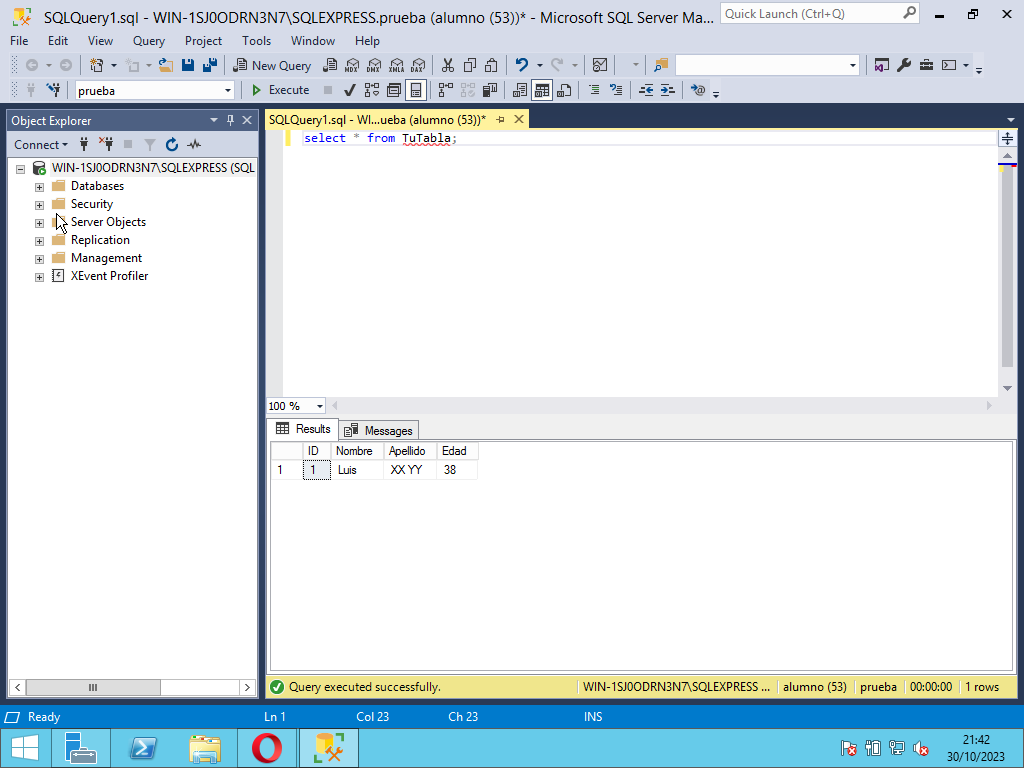 SQLQuery1.sql - WIN-1SJ0ODRN3N7\SQLEXPRESS.prueba (alumno (53))* - Microsoft SQL Server Ma...
Quick Launch (Ctrl+Q)
File Edit View Query Project Tools Window Help
New Query MDX DMX XMLA DAX
prueba Execute
Object Explorer
SQLQuery1.sql - WI...ueba (alumno (53))*
Connect
select * from TuTabla;
WIN-1SJ0ODRN3N7\SQLEXPRESS (SQL
Databases
Security
Server Objects
Replication
Management
XEvent Profiler
100 %
Results Messages
ID Nombre Apellido Edad
1 1 Luis XX YY 38
Query executed successfully. WIN-1SJ0ODRN3N7\SQLEXPRESS ... alumno (53) prueba 00:00:00 1 rows
Ready Ln 1 Col 23 Ch 23 INS
21:42
30/10/2023